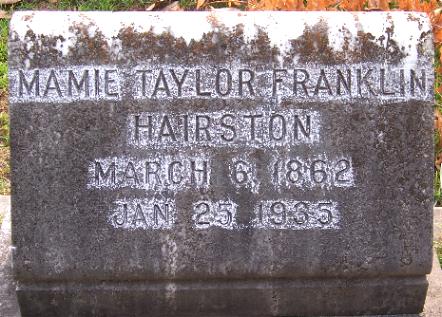 MAMIE TAYLOR FRANKLIN
HAIRSTON
MARCH 6, 1862
JAN. 25, 1935